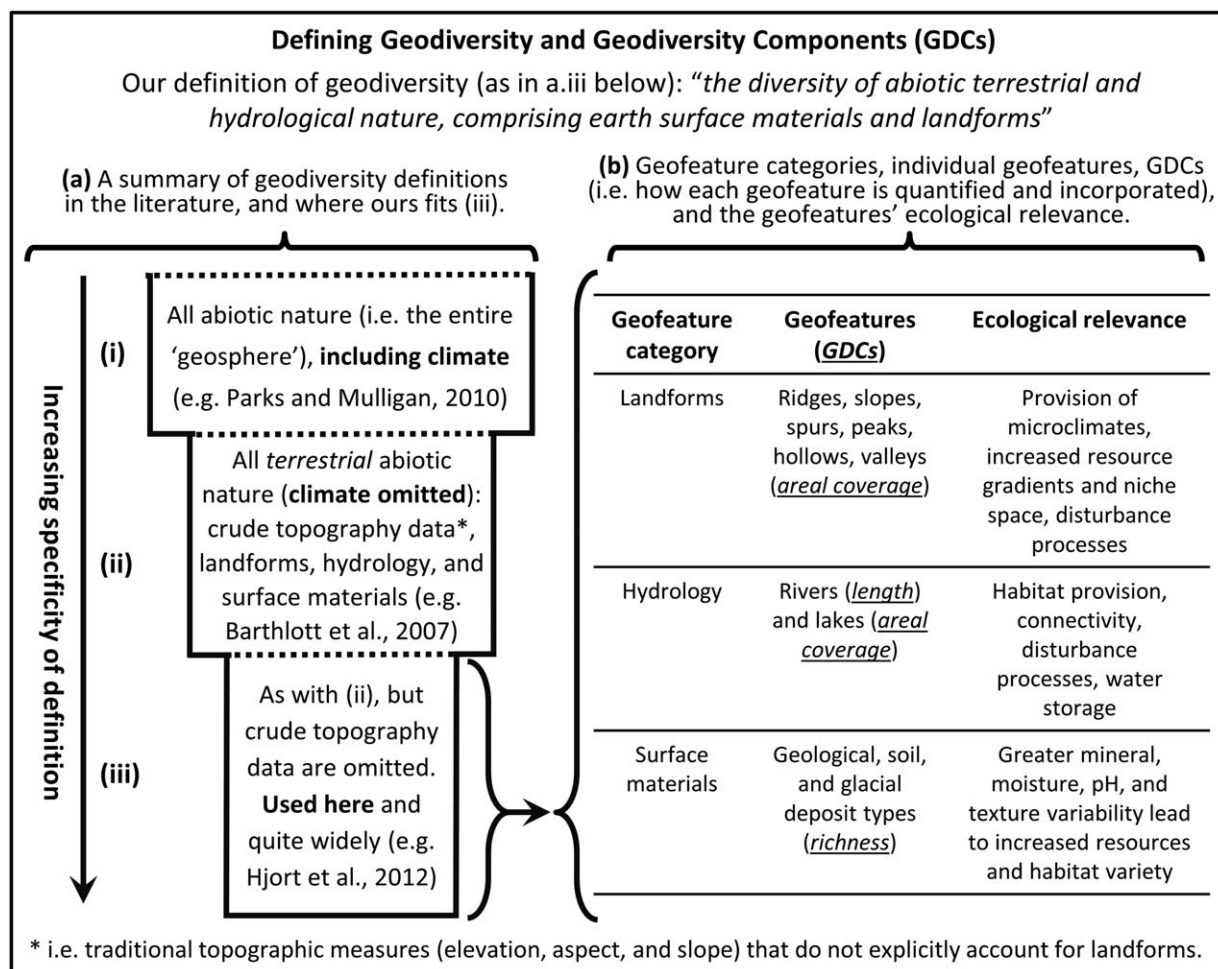 Defining Geodiversity and Geodiversity Components (GDCs)
Our definition of geodiversity (as in a.iii below): “the diversity of abiotic terrestrial and
hydrological nature, comprising earth surface materials and landforms”
(a) A summary of geodiversity definitions
in the literature, and where ours fits (iii).
Increasing specificity of definition
(i)
All abiotic nature (i.e. the entire
‘geosphere’), including climate
(e.g. Parks and Mulligan, 2010)
(ii)
All terrestrial abiotic
nature (climate omitted):
crude topography data*,
landforms, hydrology, and
surface materials (e.g.
Barthlott et al., 2007)
(iii)
As with (ii), but
crude topography
data are omitted.
Used here and
quite widely (e.g.
Hjort et al., 2012)
(b) Geofeature categories, individual geofeatures, GDCs
(i.e. how each geofeature is quantified and incorporated),
and the geofeatures’ ecological relevance.
Geofeature
category
Geofeatures
(GDCs)
Ecological relevance
Landforms
Ridges, slopes,
spurs, peaks,
hollows, valleys
(areal coverage)
Provision of
microclimates,
increased resource
gradients and niche
space, disturbance
processes
Hydrology
Rivers (length)
and lakes (areal
coverage)
Habitat provision,
connectivity,
disturbance
processes, water
storage
Surface
materials
Geological, soil,
and glacial
deposit types
(richness)
Greater mineral,
moisture, pH, and
texture variability lead
to increased resources
and habitat variety
* i.e. traditional topographic measures (elevation, aspect, and slope) that do not explicitly account for landforms.